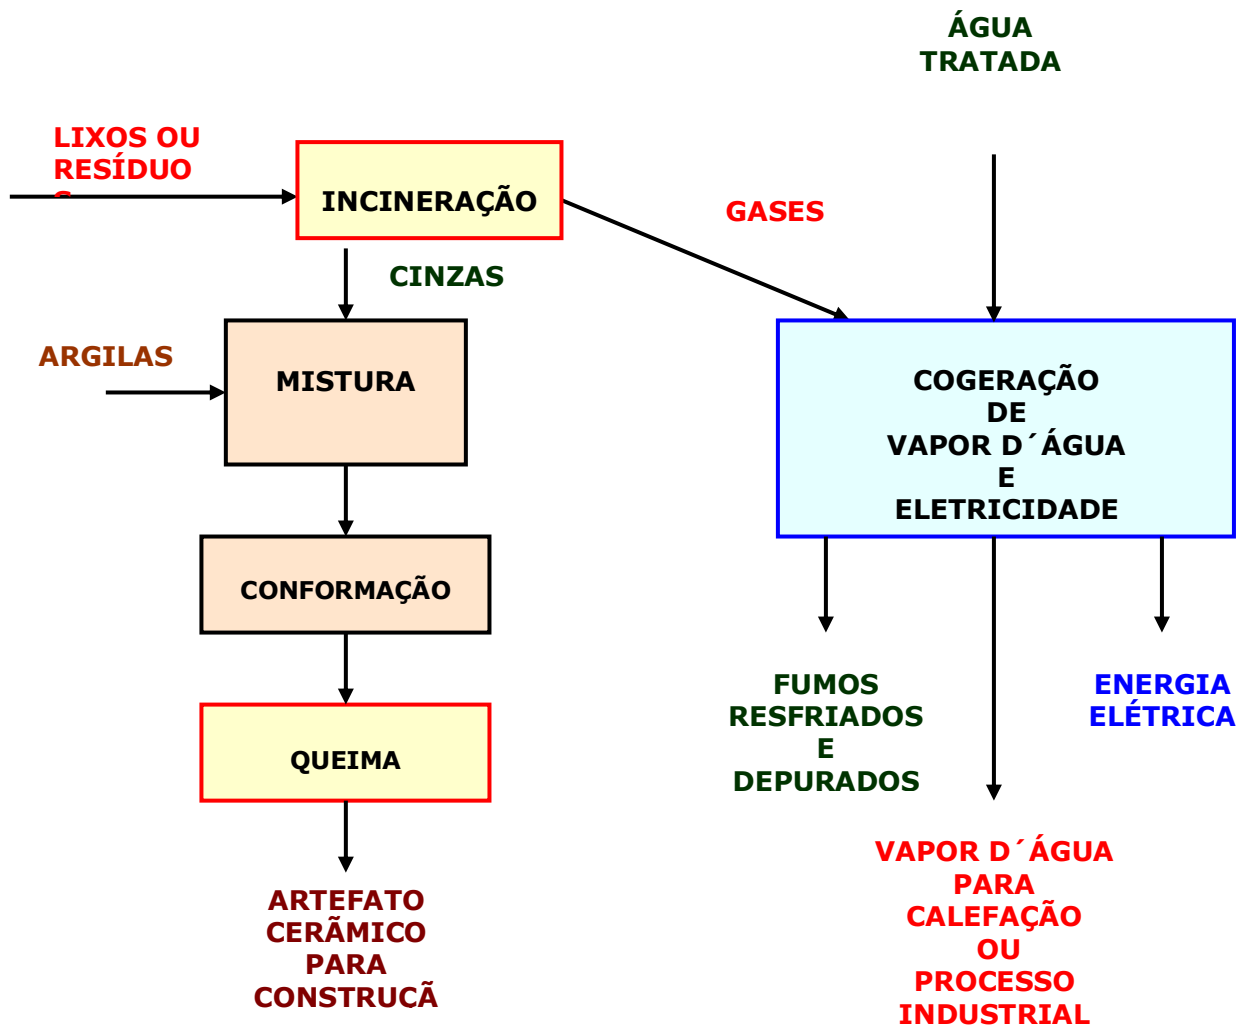 ÁGUA
TRATADA
LIXOS OU
RESÍDUO
INCINERAÇÃO
GASES
CINZAS
ARGILAS
MISTURA
COGERAÇÃO
DE
VAPOR D´ÁGUA
E
ELETRICIDADE
CONFORMAÇÃO
QUEIMA
FUMOS
RESFRIADOS
E
DEPURADOS
ENERGIA
ELÉTRICA
ARTEFATO
CERÃMICO
PARA
CONSTRUCÃ
VAPOR D´ÁGUA
PARA
CALEFAÇÃO
OU
PROCESSO
INDUSTRIAL